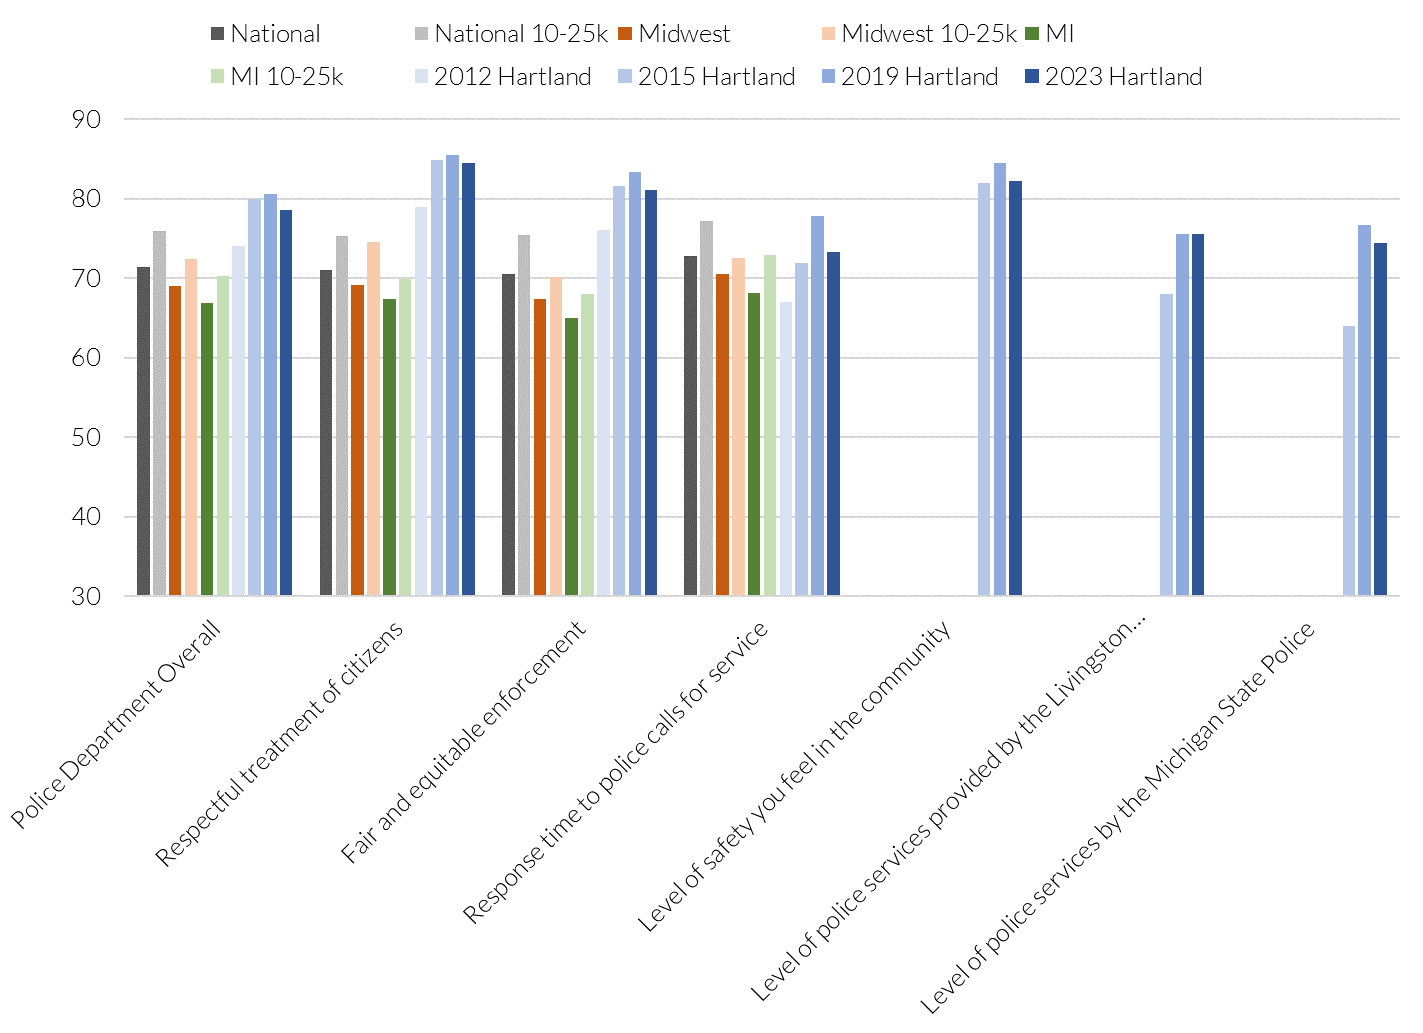 National National 10-25k Midwest Midwest 10-25k MI
MI 10-25k 2012 Hartland 2015 Hartland 2019 Hartland 2023 Hartland
90
80
70
60
50
40
30
Police Department Overall
Respectful treatment of citizens
Fair and equitable enforcement
Response time to police calls for service
Level of safety you feel in the community
Level of police services provided by the Livingston...
Level of police services by the Michigan State Police